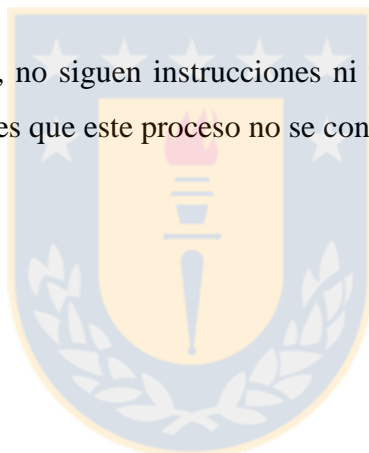 , no siguen instrucciones ni
es que este proceso no se con